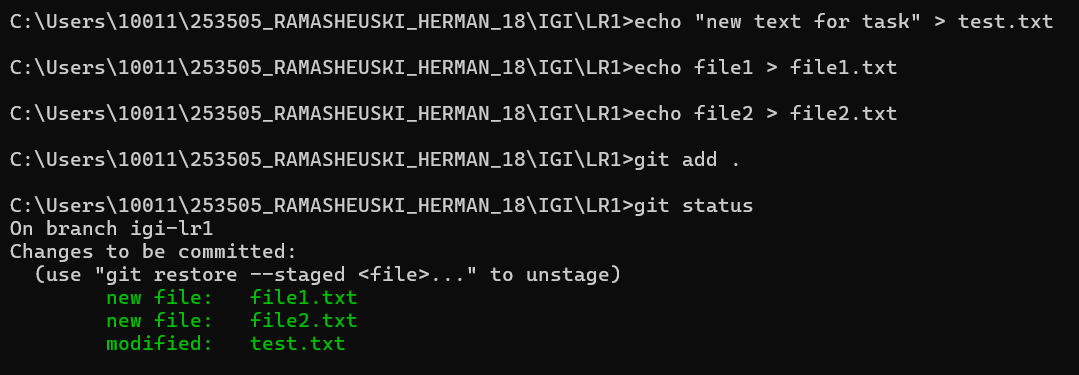 C:\Users\10011\253505_RAMASHEUSKI_HERMAN_18\IGI\LR1>echo "new text for task" > test.txt
C:\Users\10011\253505_RAMASHEUSKI_HERMAN_18\IGI\LR1>echo file1 > file1.txt
C:\Users\10011\253505_RAMASHEUSKI_HERMAN_18\IGI\LR1>echo file2 > file2.txt
C:\Users\10011\253505_RAMASHEUSKI_HERMAN_18\IGI\LR1>git add .
C:\Users\10011\253505_RAMASHEUSKI_HERMAN_18\IGI\LR1>git status
On branch igi-lr1
Changes to be committed:
  (use "git restore --staged <file>..." to unstage)
        new file:   file1.txt
        new file:   file2.txt
        modified:   test.txt